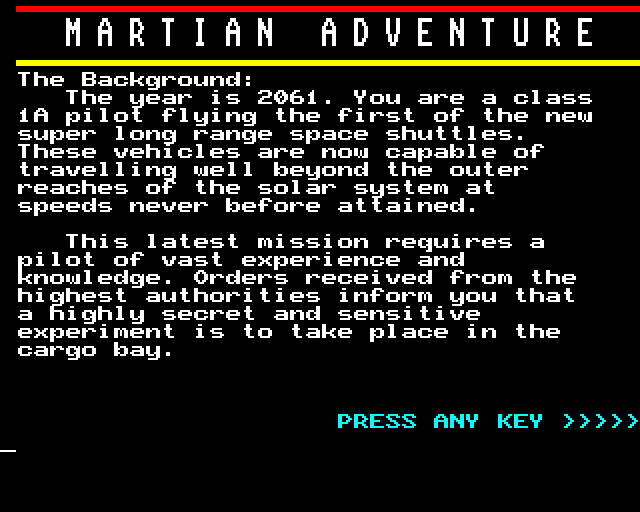 MARTIAN ADVENTURE
The Background:
The year is 2061. You are a class
1A pilot flying the first of the new
super long range space shuttles.
These vehicles are now capable of
travelling well beyond the outer
reaches of the solar system at
speeds never before attained.
This latest mission requires a
pilot of vast experience and
knowledge. Orders received from the
highest authorities inform you that
a highly secret and sensitive
experiment is to take place in the
cargo bay.
PRESS ANY KEY >>>>>